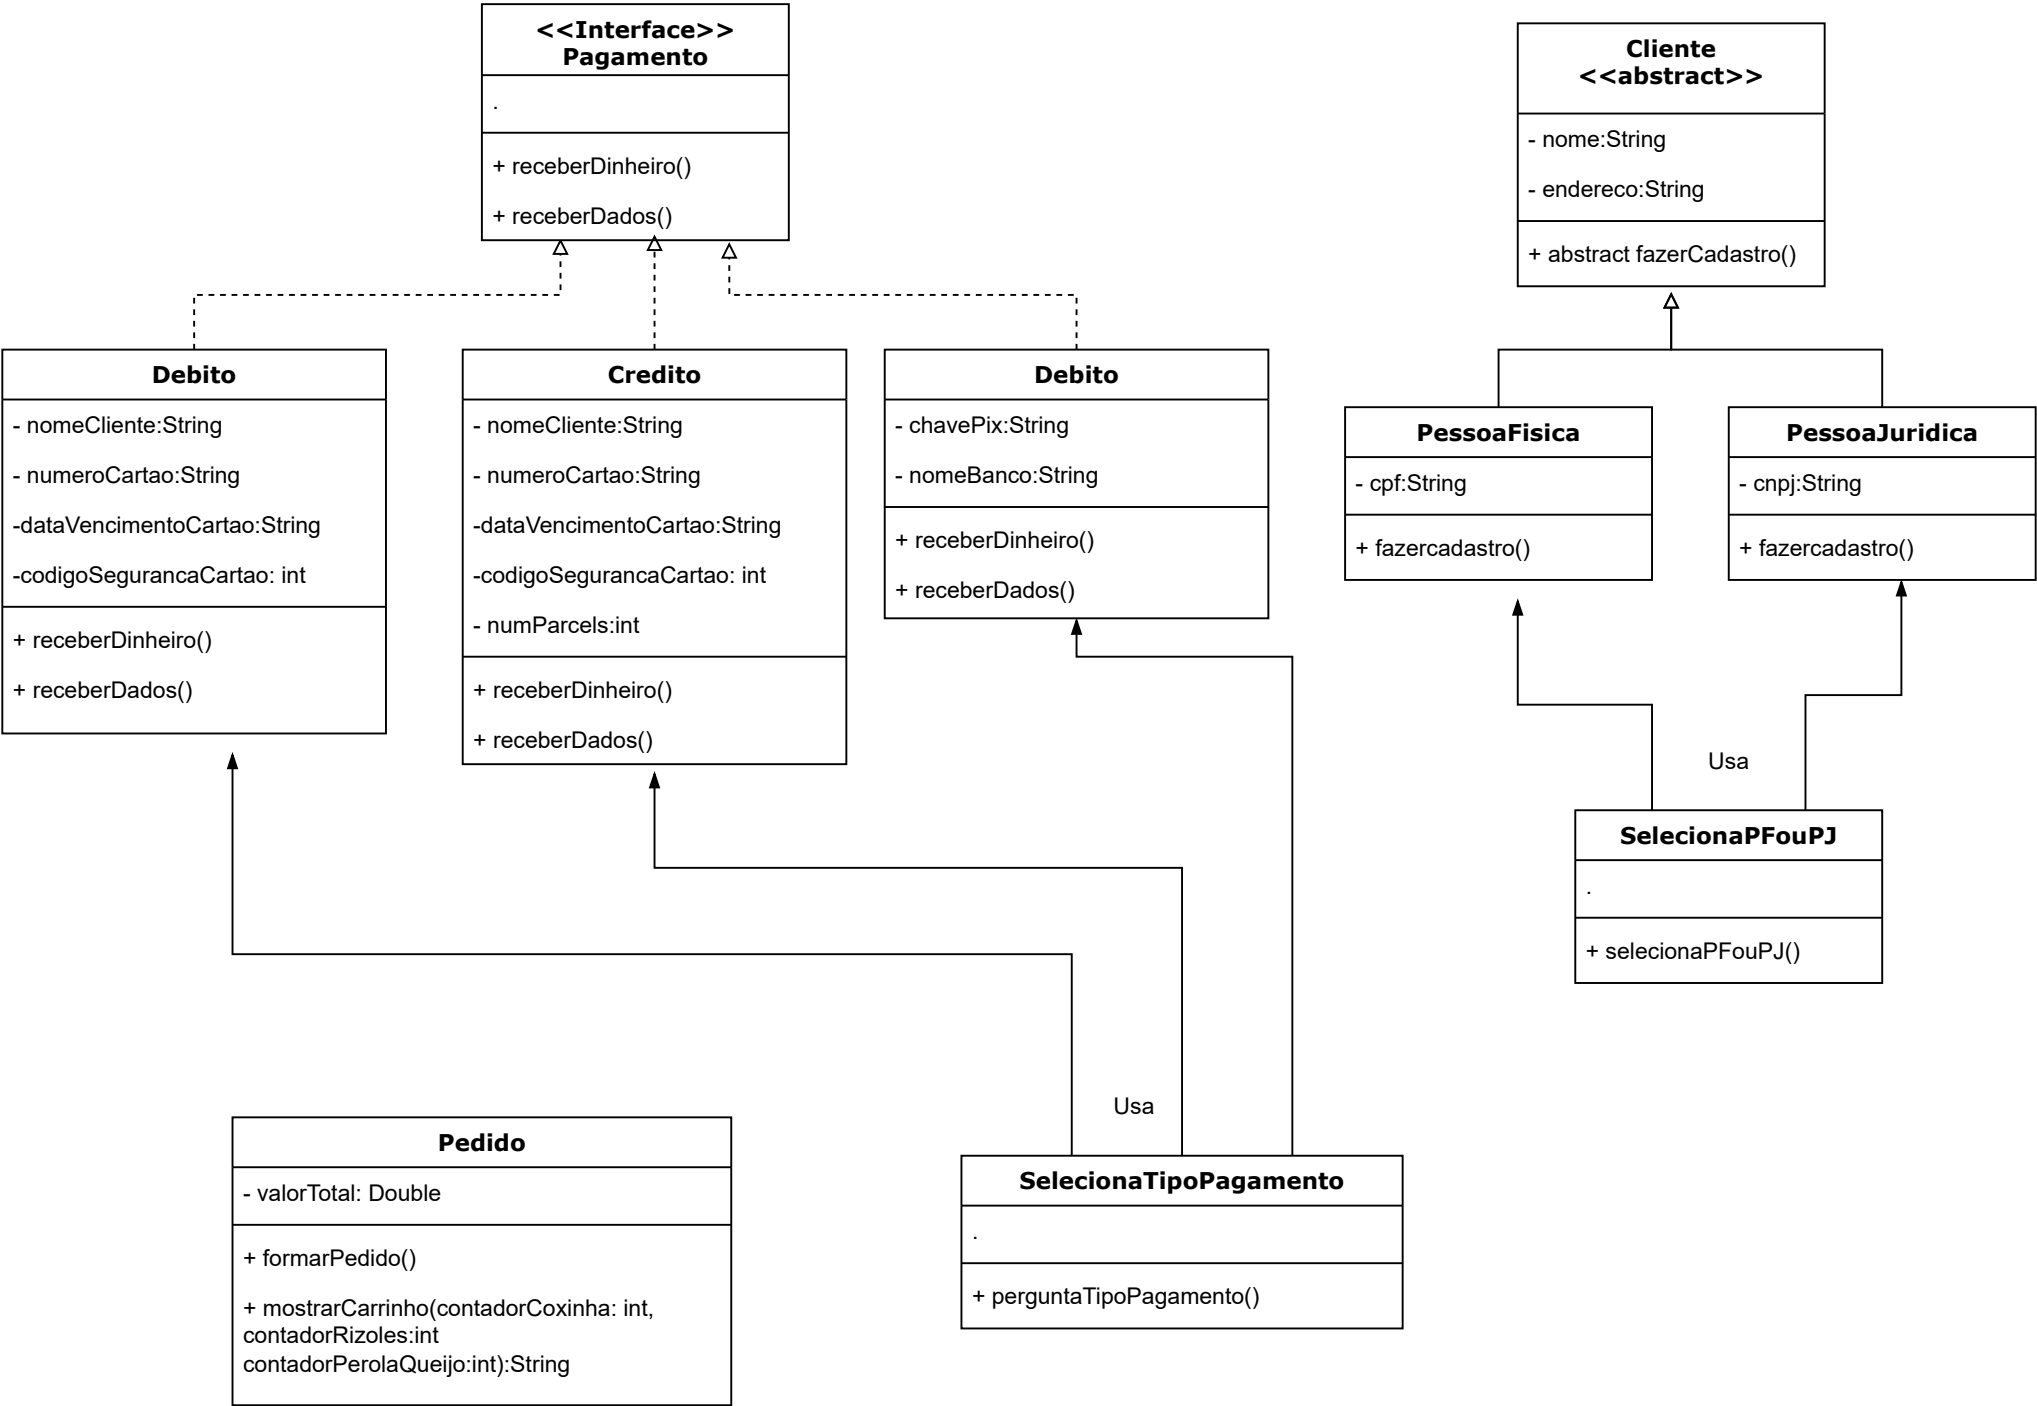 <<Interface>>
Pagamento
.
+ receberDinheiro()
+ receberDados()
Cliente
<<abstract>>
- nome:String
- endereco:String
+ abstract fazerCadastro()
Debito
- nomeCliente:String
- numeroCartao:String
-dataVencimentoCartao:String
-codigoSegurancaCartao: int
+ receberDinheiro()
+ receberDados()
Credito
- nomeCliente:String
- numeroCartao:String
-dataVencimentoCartao:String
-codigoSegurancaCartao: int
- numParcels:int
+ receberDinheiro()
+ receberDados()
Debito
- chavePix:String
- nomeBanco:String
+ receberDinheiro()
+ receberDados()
PessoaFisica
- cpf:String
+ fazercadastro()
PessoaJuridica
- cnpj:String
+ fazercadastro()
Usa
SelecionaPFouPJ
.
+ selecionaPFouPJ()
Pedido
- valorTotal: Double
+ formarPedido()
+ mostrarCarrinho(contadorCoxinha: int,
contadorRizoles:int
contadorPerolaQueijo:int):String
Usa
SelecionaTipoPagamento
.
+ perguntaTipoPagamento()